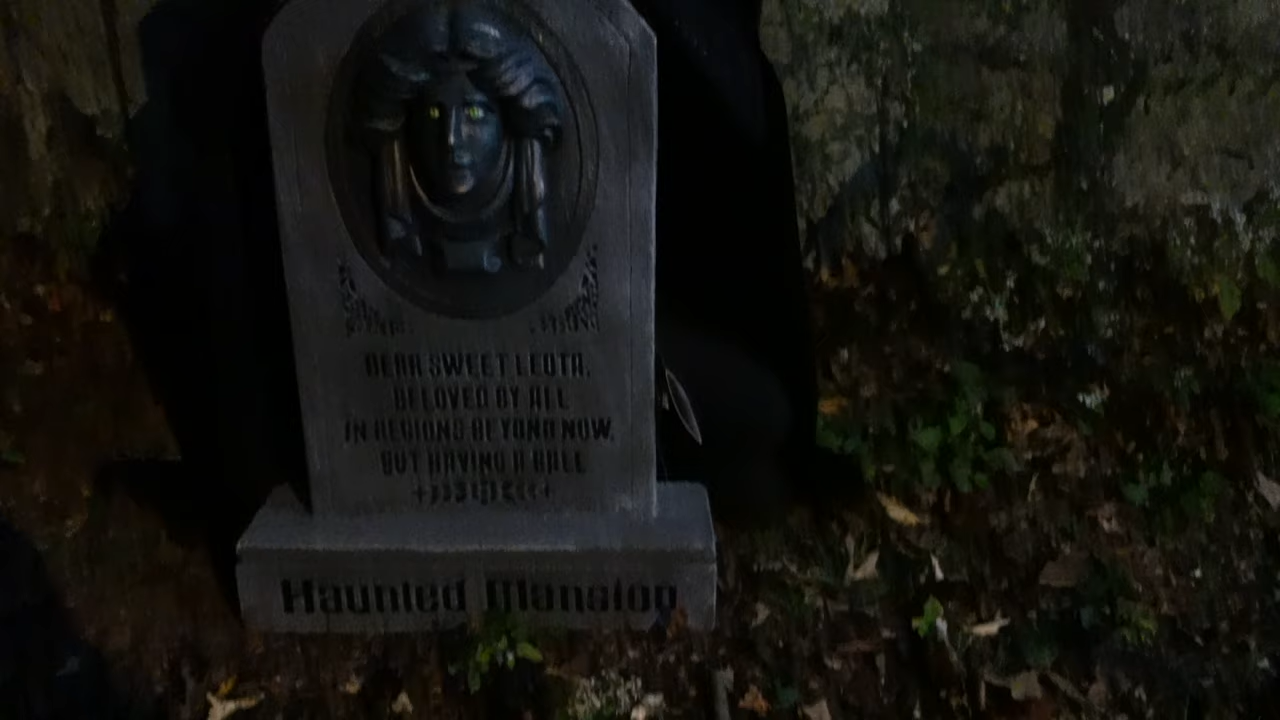 DEAR SWEET LEOTA,
BELOVED BY ALL
IN REGIONS BEYOND NOW,
BUT HAVING A BALL
Haunted Mansion